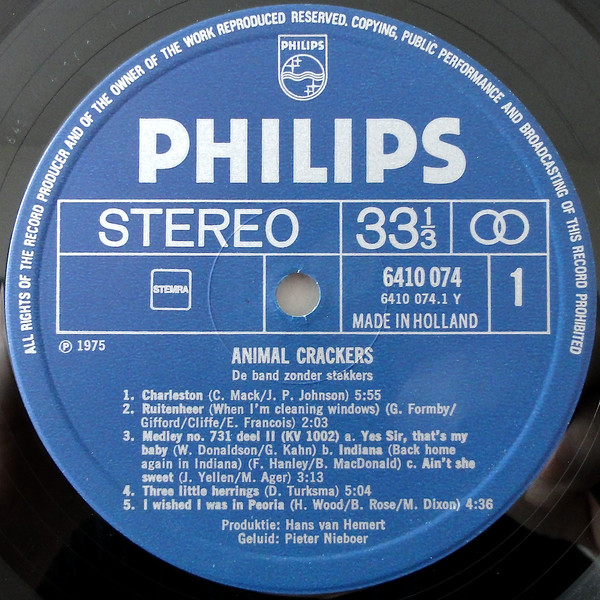 ALL RIGHTS OF THE RECORD PRODUCER AND OF THE OWNER OF THE WORK REPRODUCED RESERVED. COPYING, PUBLIC PERFORMANCE AND BROADCASTING OF THIS RECORD PROHIBITED
PHILIPS
PHILIPS
STEREO 33 1/3
STEMRA 6410 074 1
6410 074.1 Y
MADE IN HOLLAND
Ⓟ 1975
ANIMAL CRACKERS
De band zonder stekkers
1. Charleston (C. Mack/J. P. Johnson) 5:55
2. Ruitenheer (When I'm cleaning windows) (G. Formby/
Gifford/Cliffe/E. Francois) 2:03
3. Medley no. 731 deel II (KV 1002) a. Yes Sir, that's my
baby (W. Donaldson/G. Kahn) b. Indiana (Back home
again in Indiana) (F. Hanley/B. MacDonald) c. Ain't she
sweet (J. Yellen/M. Ager) 3:13
4. Three little herrings (D. Turksma) 5:04
5. I wished I was in Peoria (H. Wood/B. Rose/M. Dixon) 4:36
Produktie: Hans van Hemert
Geluid: Pieter Nieboer